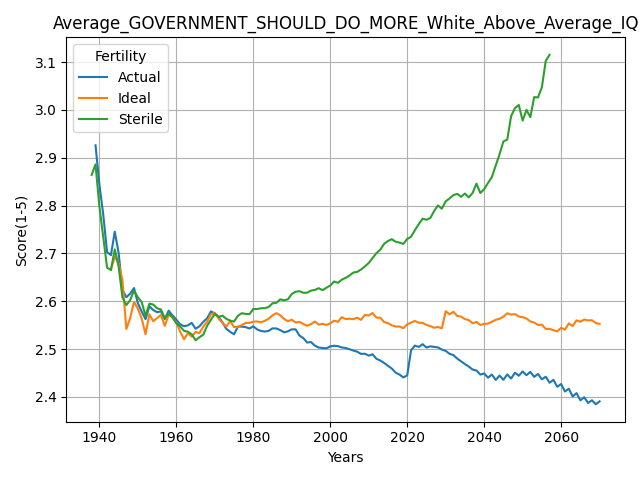 Average_GOVERNMENT_SHOULD_DO_MORE_White_Above_Average_IQ
Fertility
Actual
Ideal
Sterile
Score(1-5)
3.1
3.0
2.9
2.8
2.7
2.6
2.5
2.4
1940 1960 1980 2000 2020 2040 2060
Years